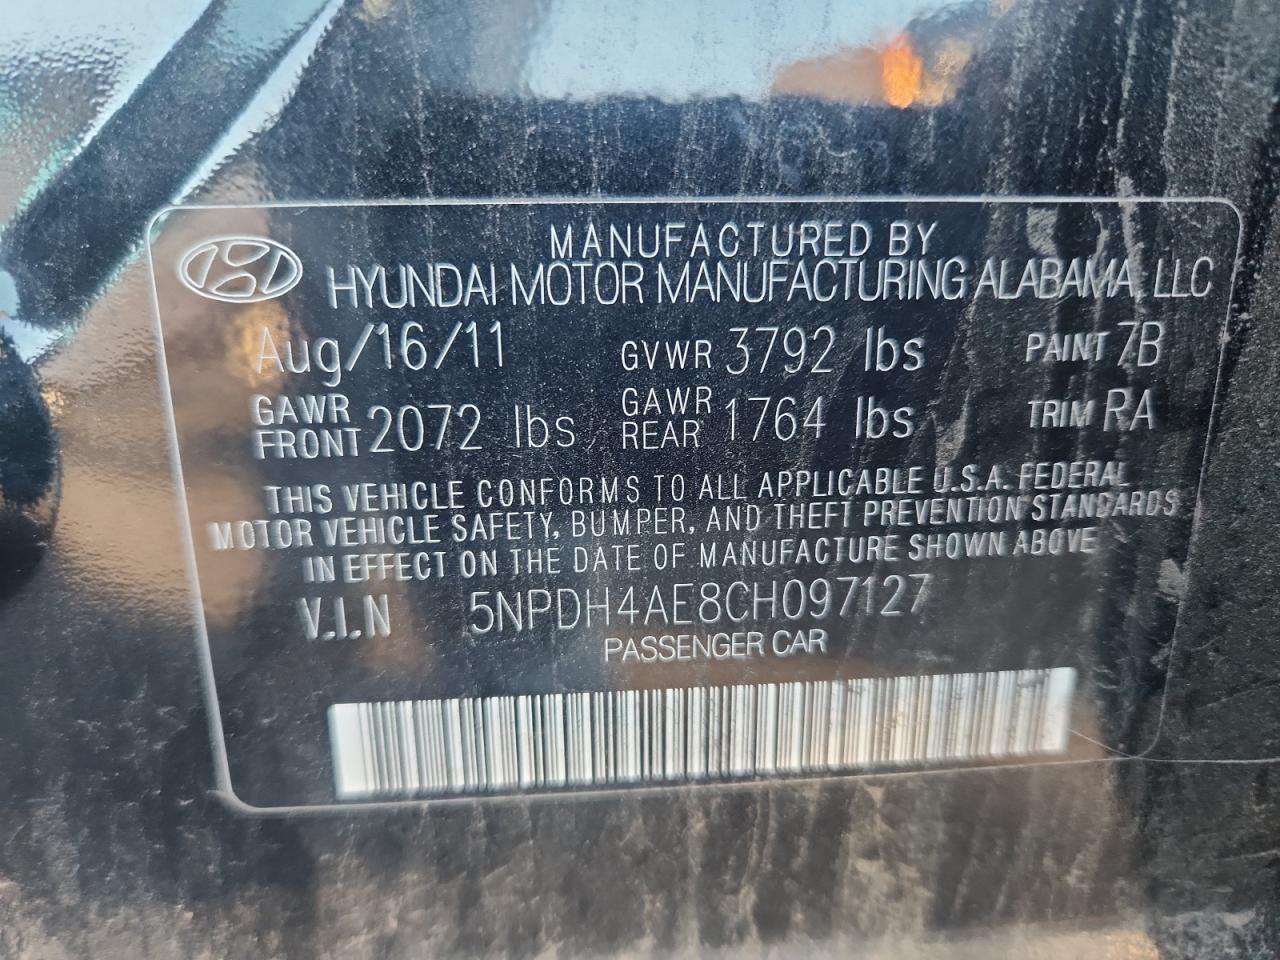 MANUFACTURED BY
HYUNDAI MOTOR MANUFACTURING ALABAMA, LLC
Aug/16/11 GVWR 3792 lbs PAINT 7B
GAWR FRONT 2072 lbs GAWR REAR 1764 lbs TRIM RA
THIS VEHICLE CONFORMS TO ALL APPLICABLE U.S.A. FEDERAL
MOTOR VEHICLE SAFETY, BUMPER, AND THEFT PREVENTION STANDARDS
IN EFFECT ON THE DATE OF MANUFACTURE SHOWN ABOVE
V.I.N 5NPDH4AE8CH097127
PASSENGER CAR